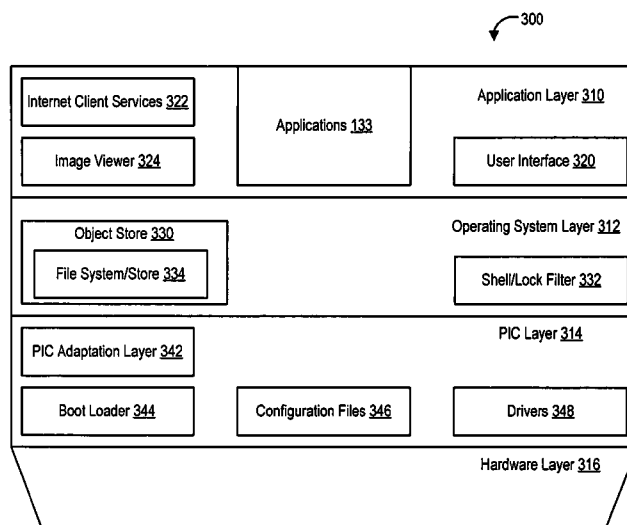 300
Internet Client Services 322
Applications 133
Application Layer 310
Image Viewer 324
User Interface 320
Object Store 330
Operating System Layer 312
File System/Store 334
Shell/Lock Filter 332
PIC Layer 314
PIC Adaptation Layer 342
Boot Loader 344
Configuration Files 346
Drivers 348
Hardware Layer 316